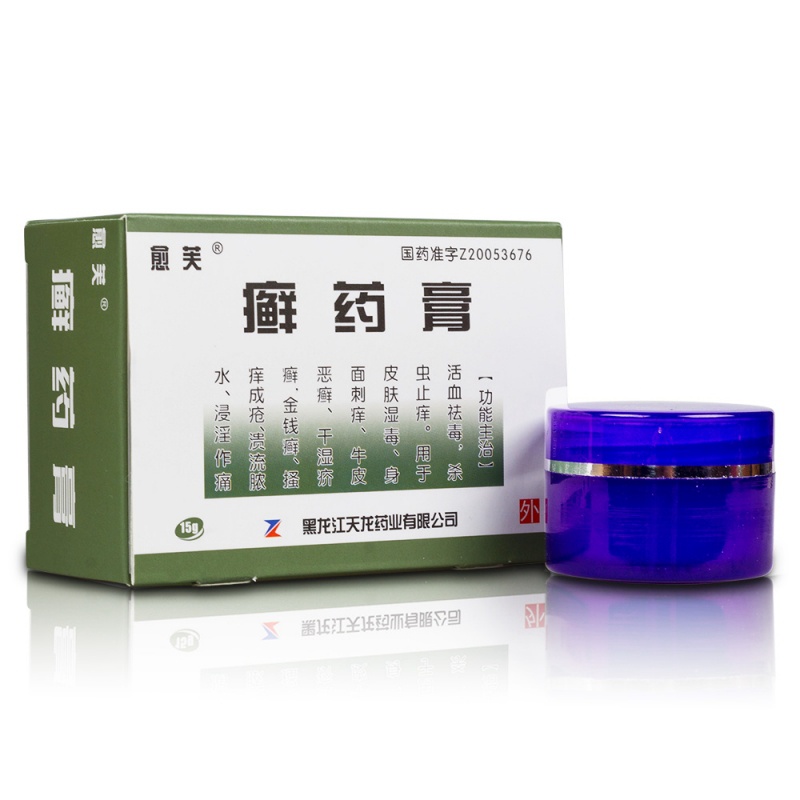 愈芙®
癣药膏
15g
愈芙®
国药准字Z20053676
癣药膏
【功能主治】
活血祛毒,杀
虫止痒。用于
皮肤湿毒、身
面刺痒、牛皮
恶癣、干湿疥
癣,金钱癣、搔
痒成疮、溃流脓
水、浸淫作痛
黑龙江天龙药业有限公司
外